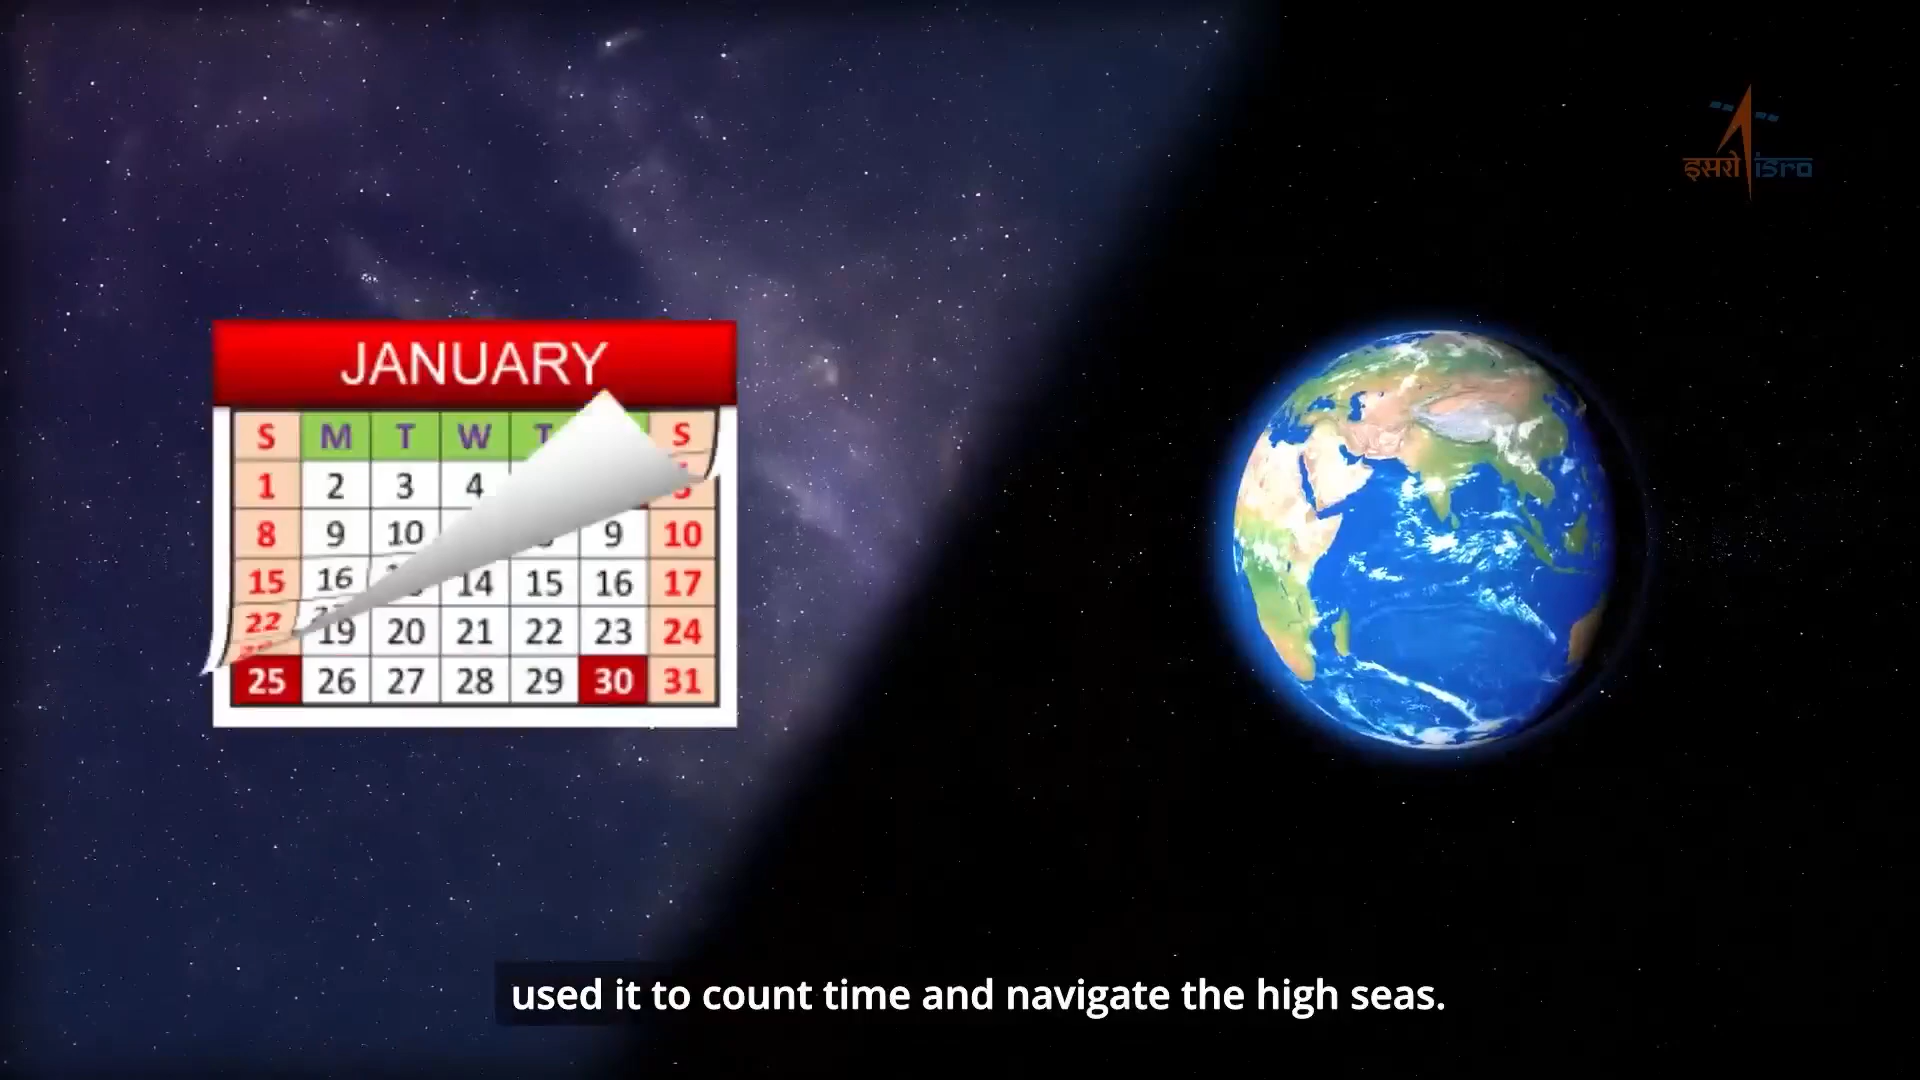 इसरो isro
JANUARY
S M T W T S
1 2 3 4
8 9 10 9 10
15 16 14 15 16 17
22 19 20 21 22 23 24
25 26 27 28 29 30 31
used it to count time and navigate the high seas.